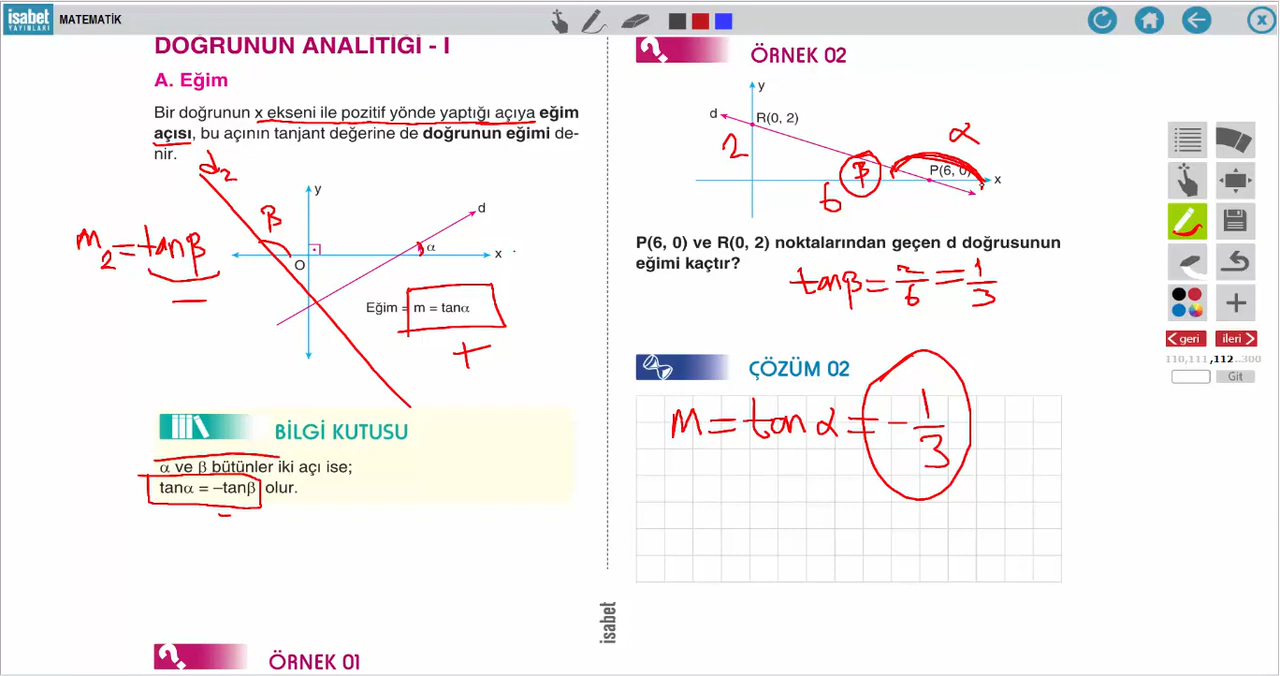 isabet
YAYINLARI
MATEMATİK
DOĞRUNUN ANALİTİĞİ - I
A. Eğim
Bir doğrunun x ekseni ile pozitif yönde yaptığı açıya eğim
açısı, bu açının tanjant değerine de doğrunun eğimi de-
nir.
d2
y
β
d
m2 = tanβ
α
x
O
Eğim = m = tanα
+
BİLGİ KUTUSU
α ve β bütünler iki açı ise;
tanα = –tanβ olur.
–
ÖRNEK 01
isabet
ÖRNEK 02
y
d
R(0, 2)
α
2
β
P(6, 0)
x
6
P(6, 0) ve R(0, 2) noktalarından geçen d doğrusunun
eğimi kaçtır?
tanβ = 2/6 = 1/3
ÇÖZÜM 02
m = tan α = - 1/3
geri
ileri
110,111,112..300
Git